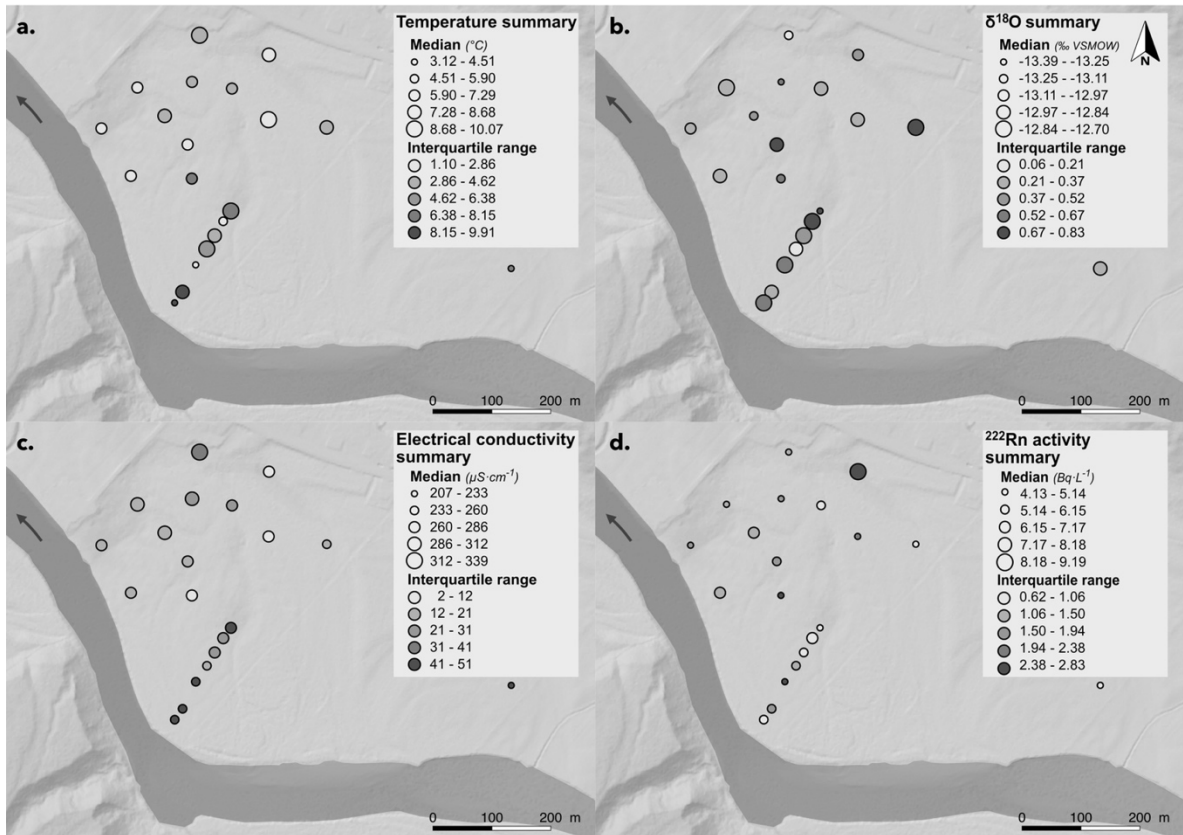 a.
Temperature summary
Median (°C)
3.12 - 4.51
4.51 - 5.90
5.90 - 7.29
7.28 - 8.68
8.68 - 10.07
Interquartile range
1.10 - 2.86
2.86 - 4.62
4.62 - 6.38
6.38 - 8.15
8.15 - 9.91
0 100 200 m
b.
δ¹⁸O summary
Median (‰ VSMOW)
-13.39 - -13.25
-13.25 - -13.11
-13.11 - -12.97
-12.97 - -12.84
-12.84 - -12.70
Interquartile range
0.06 - 0.21
0.21 - 0.37
0.37 - 0.52
0.52 - 0.67
0.67 - 0.83
N
0 100 200 m
c.
Electrical conductivity
summary
Median (µS·cm⁻¹)
207 - 233
233 - 260
260 - 286
286 - 312
312 - 339
Interquartile range
2 - 12
12 - 21
21 - 31
31 - 41
41 - 51
0 100 200 m
d.
²²²Rn activity
summary
Median (Bq·L⁻¹)
4.13 - 5.14
5.14 - 6.15
6.15 - 7.17
7.17 - 8.18
8.18 - 9.19
Interquartile range
0.62 - 1.06
1.06 - 1.50
1.50 - 1.94
1.94 - 2.38
2.38 - 2.83
0 100 200 m